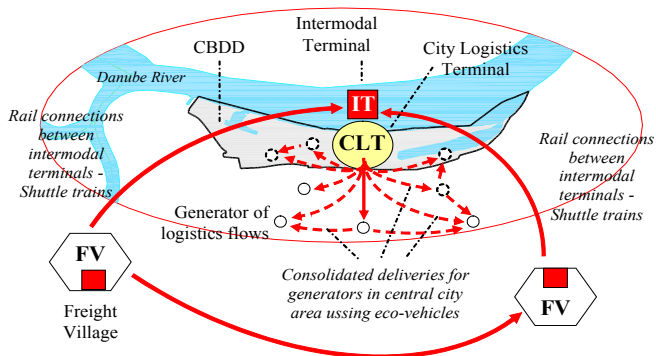 Intermodal
Terminal
CBDD
City Logistics
Terminal
Danube River
IT
CLT
Rail connections
between
intermodal
terminals -
Shuttle trains
Rail connections
between
intermodal
terminals -
Shuttle trains
Generator of
logistics flows
FV
Freight
Village
Consolidated deliveries for
generators in central city
area ussing eco-vehicles
FV